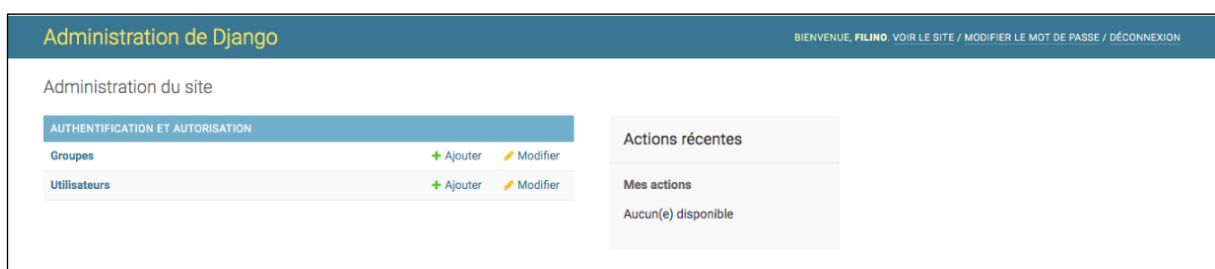 Administration de Django
BIENVENUE, FILINO. VOIR LE SITE / MODIFIER LE MOT DE PASSE / DÉCONNEXION
Administration du site
AUTHENTIFICATION ET AUTORISATION
Groupes + Ajouter Modifier
Utilisateurs + Ajouter Modifier
Actions récentes
Mes actions
Aucun(e) disponible